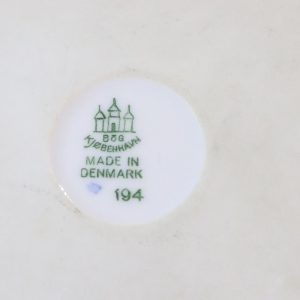 B&G
KJØBENHAVN
MADE IN
DENMARK
194